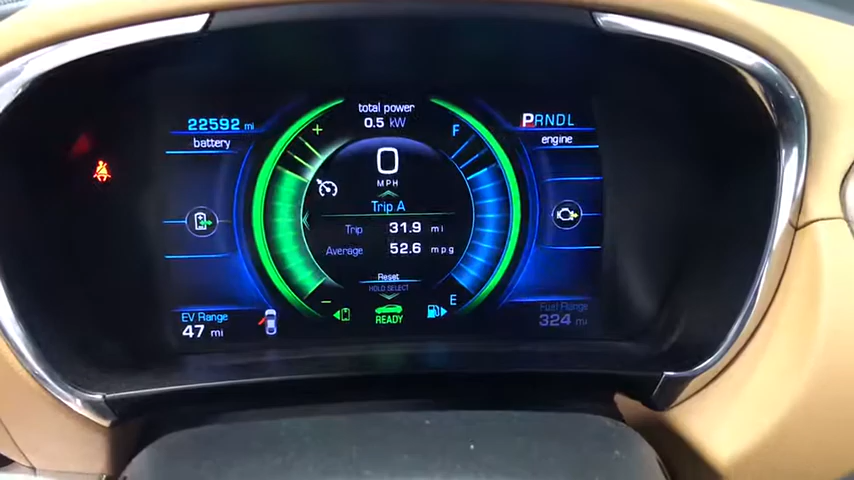 total power
0.5 kW
22592 mi
battery
F
PRNDL
engine
+
0
MPH
Trip A
Trip 31.9 mi
Average 52.6 mpg
Reset
HOLD SELECT
−
E
READY
EV Range
47 mi
Fuel Range
324 mi